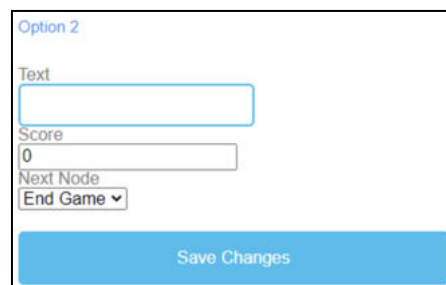 Option 2
Text
Score
0
Next Node
End Game
Save Changes